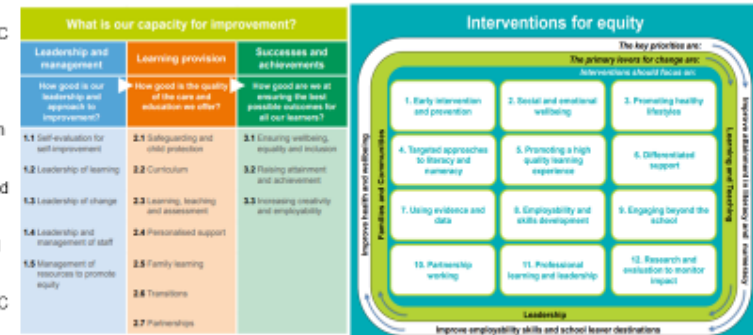 What is our capacity for improvement?
Leadership and
management
Learning provision
Successes and
achievements
How good is our
leadership and
approach to
improvement?
How good is the quality
of the care and
education we offer?
How good are we at
ensuring the best
possible outcomes for
all our learners?
1.1 Self-evaluation for
self improvement
1.2 Leadership of learning
1.3 Leadership of change
1.4 Leadership and
management of staff
1.5 Management of
resources to promote
equity
2.1 Safeguarding and
child protection
2.2 Curriculum
2.3 Learning, teaching
and assessment
2.4 Personalised support
2.5 Family learning
2.6 Transitions
2.7 Partnerships
3.1 Ensuring wellbeing,
equality and inclusion
3.2 Raising attainment
and achievement
3.3 Increasing creativity
and employability
Interventions for equity
The key priorities are:
The primary levers for change are:
Interventions should focus on:
Improve health and wellbeing
Families and Communities
1. Early intervention
and prevention
2. Social and emotional
wellbeing
3. Promoting healthy
lifestyles
4. Targeted approaches
to literacy and
numeracy
5. Promoting a high
quality learning
experience
6. Differentiated
support
7. Using evidence and
data
8. Employability and
skills development
9. Engaging beyond the
school
10. Partnership
working
11. Professional
learning and leadership
12. Research and
evaluation to monitor
impact
Learning and Teaching
Improve attainment in literacy and numeracy
Leadership
Improve employability skills and school leaver destinations